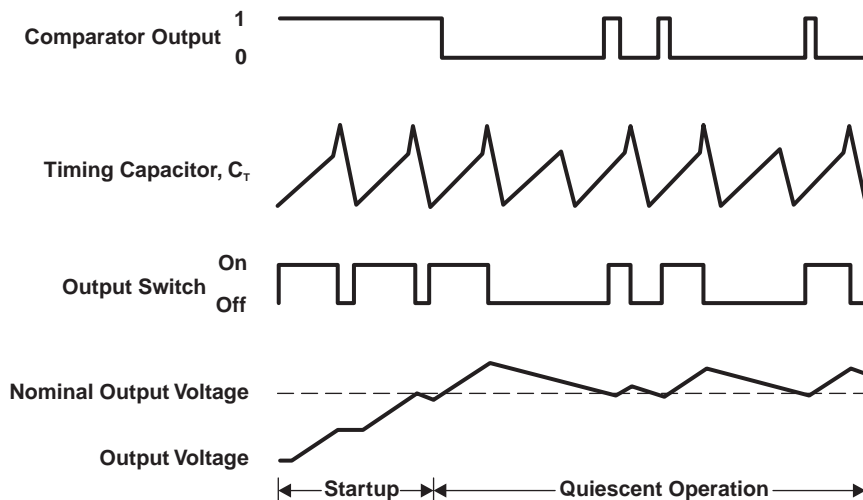 1
Comparator Output
0
Timing Capacitor, CT
On
Output Switch
Off
Nominal Output Voltage
Output Voltage
Startup
Quiescent Operation